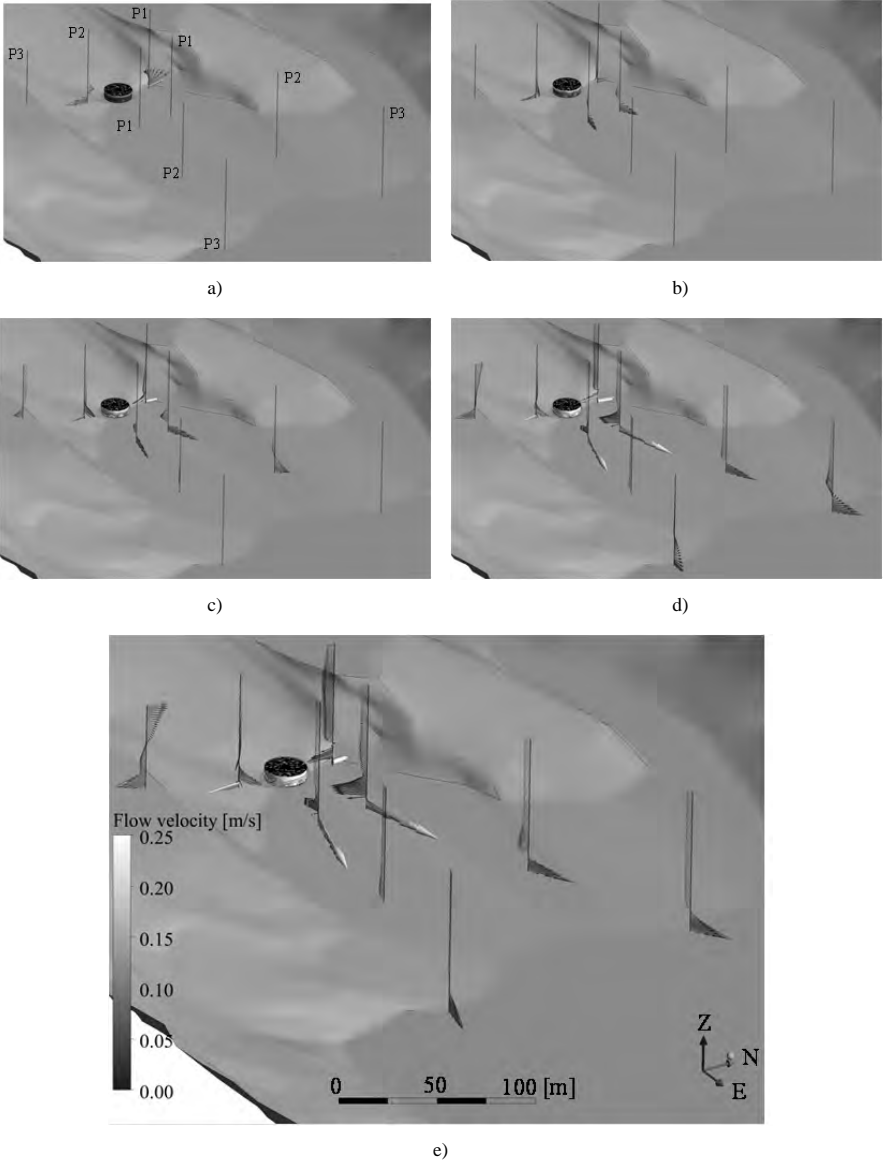 P1
P2
P1
P3
P2
P3
P1
P2
P3
a)
b)
c)
d)
Flow velocity [m/s]
0.25
0.20
0.15
0.10
0.05
0.00
Z
N
E
0 50 100 [m]
e)